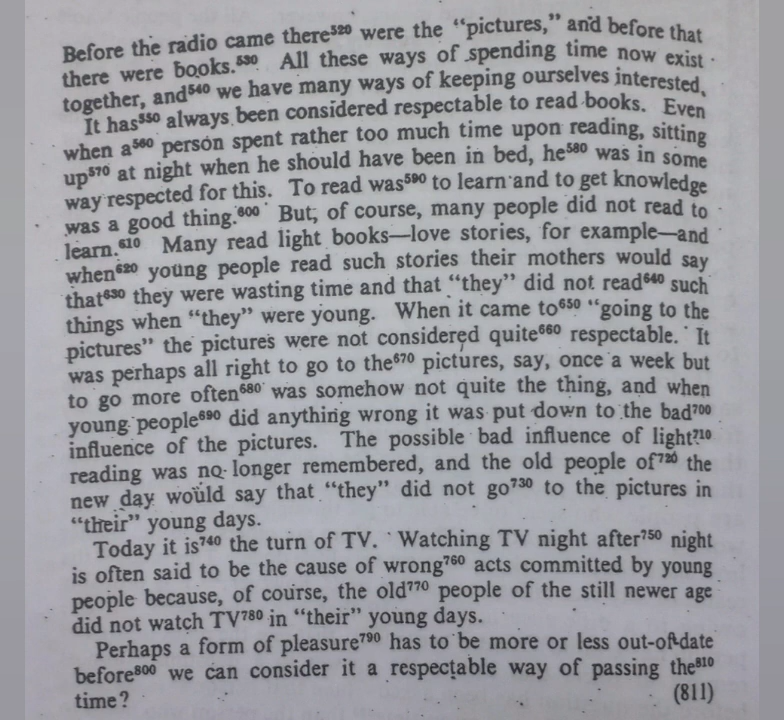 Before the radio came there⁵²⁰ were the “pictures,” and before that
there were books.⁵³⁰ All these ways of spending time now exist
together, and⁵⁴⁰ we have many ways of keeping ourselves interested.
It has⁵⁵⁰ always been considered respectable to read books. Even
when a⁵⁶⁰ person spent rather too much time upon reading, sitting
up⁵⁷⁰ at night when he should have been in bed, he⁵⁸⁰ was in some
way respected for this. To read was⁵⁹⁰ to learn and to get knowledge
was a good thing.⁶⁰⁰ But, of course, many people did not read to
learn.⁶¹⁰ Many read light books—love stories, for example—and
when⁶²⁰ young people read such stories their mothers would say
that⁶³⁰ they were wasting time and that “they” did not read⁶⁴⁰ such
things when “they” were young. When it came to⁶⁵⁰ “going to the
pictures” the pictures were not considered quite⁶⁶⁰ respectable. It
was perhaps all right to go to the⁶⁷⁰ pictures, say, once a week but
to go more often⁶⁸⁰ was somehow not quite the thing, and when
young people⁶⁹⁰ did anything wrong it was put down to the bad⁷⁰⁰
influence of the pictures. The possible bad influence of light⁷¹⁰
reading was no longer remembered, and the old people of⁷²⁰ the
new day would say that “they” did not go⁷³⁰ to the pictures in
“their” young days.
Today it is⁷⁴⁰ the turn of TV. Watching TV night after⁷⁵⁰ night
is often said to be the cause of wrong⁷⁶⁰ acts committed by young
people because, of course, the old⁷⁷⁰ people of the still newer age
did not watch TV⁷⁸⁰ in “their” young days.
Perhaps a form of pleasure⁷⁹⁰ has to be more or less out-of-date
before⁸⁰⁰ we can consider it a respectable way of passing the⁸¹⁰
time? (811)